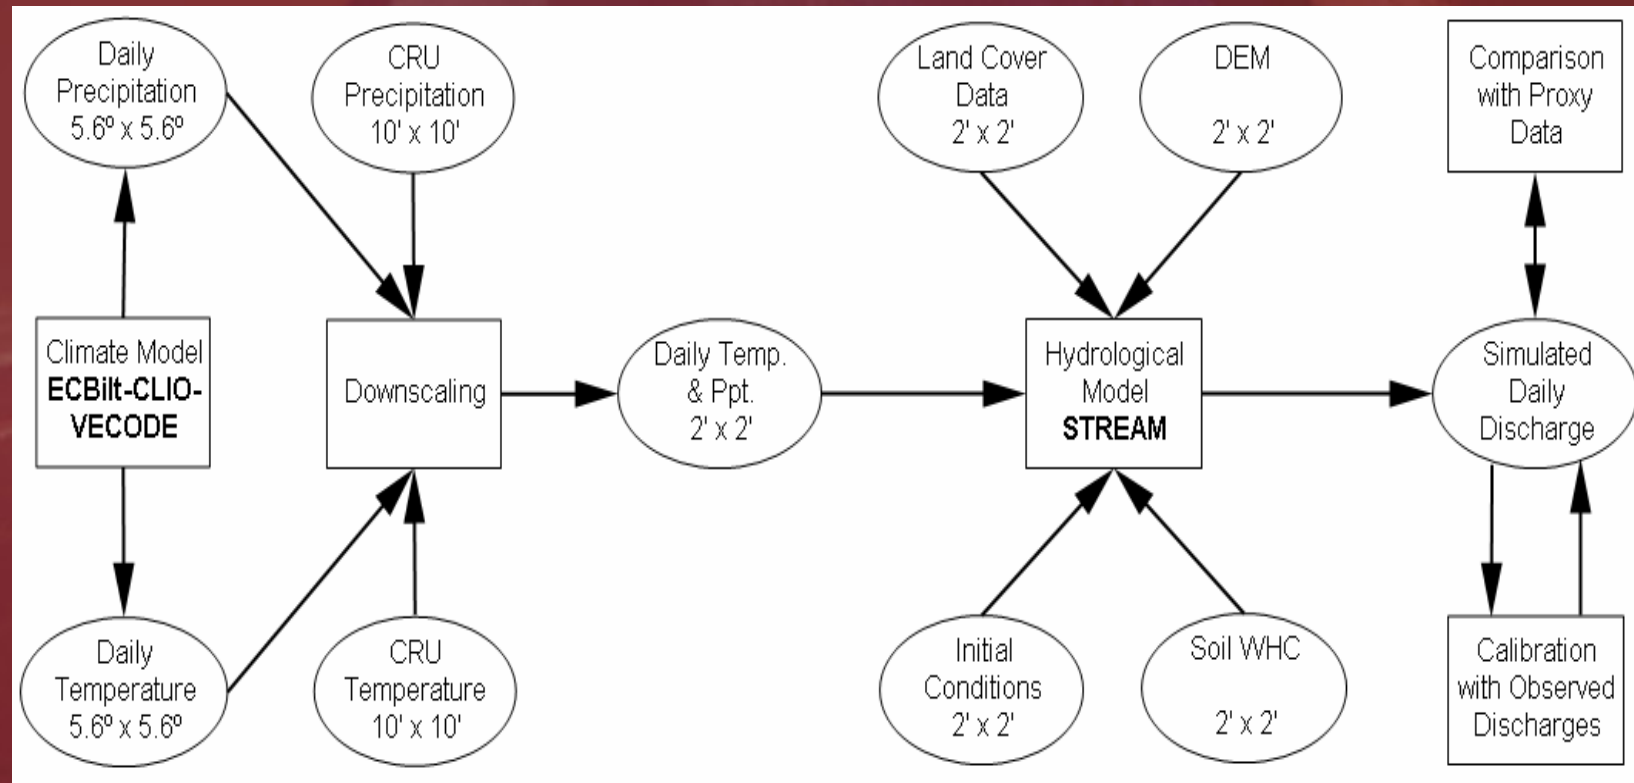 Daily
Precipitation
5.6º x 5.6º
CRU
Precipitation
10' x 10'
Land Cover
Data
2' x 2'
DEM
2' x 2'
Comparison
with Proxy
Data
Climate Model
ECBilt-CLIO-
VECODE
Downscaling
Daily Temp.
& Ppt.
2' x 2'
Hydrological
Model
STREAM
Simulated
Daily
Discharge
Daily
Temperature
5.6º x 5.6º
CRU
Temperature
10' x 10'
Initial
Conditions
2' x 2'
Soil WHC
2' x 2'
Calibration
with Observed
Discharges